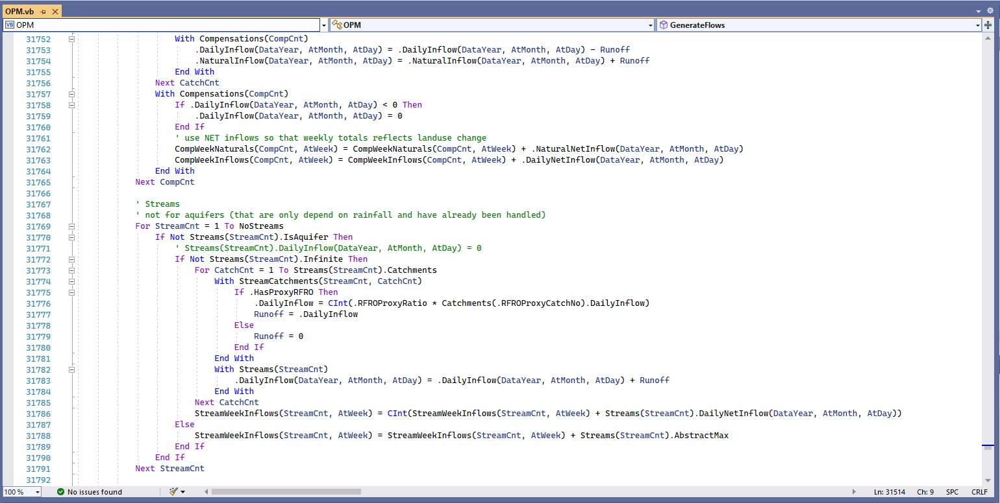 OPM.vb
VB OPM
OPM
GenerateFlows
31752 With Compensations(CompCnt)
31753 .DailyInflow(DataYear, AtMonth, AtDay) = .DailyInflow(DataYear, AtMonth, AtDay) - Runoff
31754 .NaturalInflow(DataYear, AtMonth, AtDay) = .NaturalInflow(DataYear, AtMonth, AtDay) + Runoff
31755 End With
31756 Next CatchCnt
31757 With Compensations(CompCnt)
31758 If .DailyInflow(DataYear, AtMonth, AtDay) < 0 Then
31759 .DailyInflow(DataYear, AtMonth, AtDay) = 0
31760 End If
31761 ' use NET inflows so that weekly totals reflects landuse change
31762 CompWeekNaturals(CompCnt, AtWeek) = CompWeekNaturals(CompCnt, AtWeek) + .NaturalNetInflow(DataYear, AtMonth, AtDay)
31763 CompWeekInflows(CompCnt, AtWeek) = CompWeekInflows(CompCnt, AtWeek) + .DailyNetInflow(DataYear, AtMonth, AtDay)
31764 End With
31765 Next CompCnt
31766
31767 ' Streams
31768 ' not for aquifers (that are only depend on rainfall and have already been handled)
31769 For StreamCnt = 1 To NoStreams
31770 If Not Streams(StreamCnt).IsAquifer Then
31771 ' Streams(StreamCnt).DailyInflow(DataYear, AtMonth, AtDay) = 0
31772 If Not Streams(StreamCnt).Infinite Then
31773 For CatchCnt = 1 To Streams(StreamCnt).Catchments
31774 With StreamCatchments(StreamCnt, CatchCnt)
31775 If .HasProxyRFRO Then
31776 .DailyInflow = CInt(.RFROProxyRatio * Catchments(.RFROProxyCatchNo).DailyInflow)
31777 Runoff = .DailyInflow
31778 Else
31779 Runoff = 0
31780 End If
31781 End With
31782 With Streams(StreamCnt)
31783 .DailyInflow(DataYear, AtMonth, AtDay) = .DailyInflow(DataYear, AtMonth, AtDay) + Runoff
31784 End With
31785 Next CatchCnt
31786 StreamWeekInflows(StreamCnt, AtWeek) = CInt(StreamWeekInflows(StreamCnt, AtWeek) + Streams(StreamCnt).DailyNetInflow(DataYear, AtMonth, AtDay))
31787 Else
31788 StreamWeekInflows(StreamCnt, AtWeek) = StreamWeekInflows(StreamCnt, AtWeek) + Streams(StreamCnt).AbstractMax
31789 End If
31790 End If
31791 Next StreamCnt
31792
100 % No issues found Ln: 31514 Ch: 9 SPC CRLF